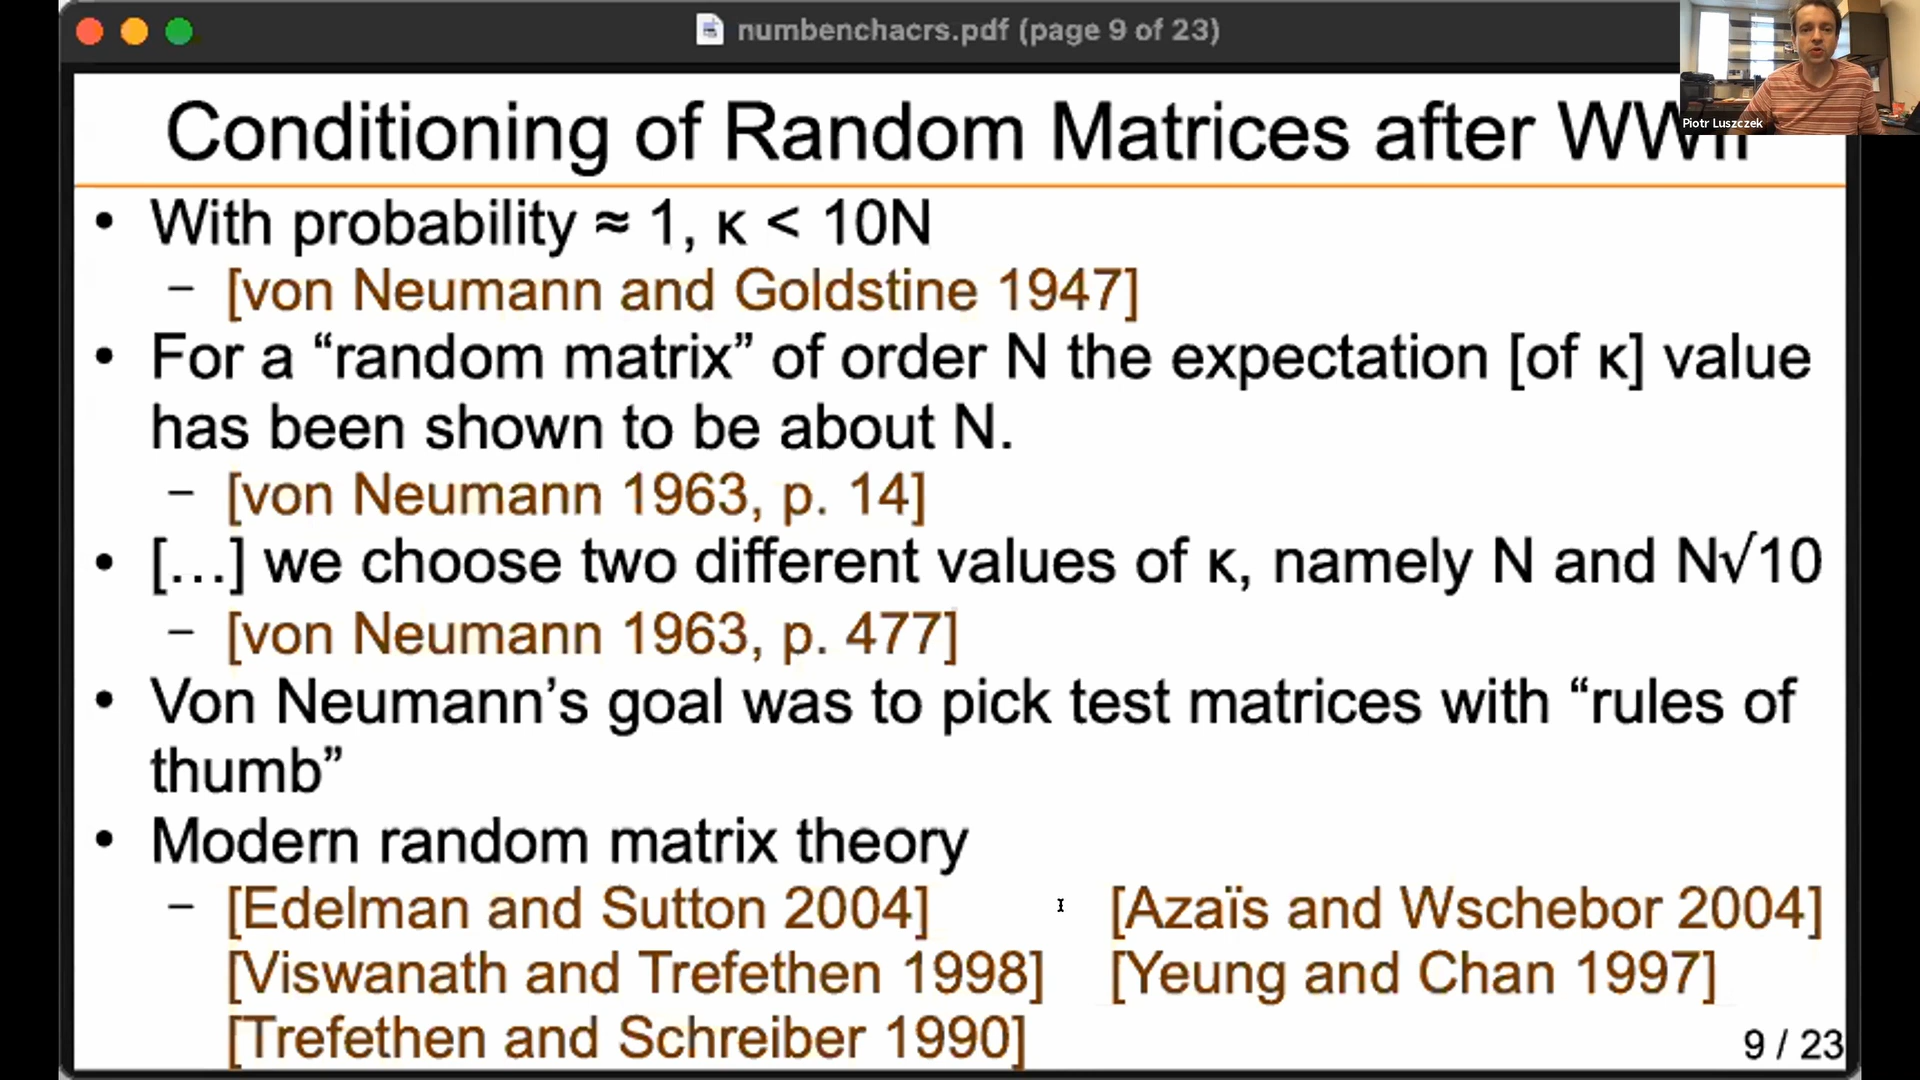 numbenchacrs.pdf (page 9 of 23)
Piotr Luszczek
Conditioning of Random Matrices after WWII
• With probability ≈ 1, κ < 10N
– [von Neumann and Goldstine 1947]
• For a “random matrix” of order N the expectation [of κ] value
has been shown to be about N.
– [von Neumann 1963, p. 14]
• […] we choose two different values of κ, namely N and N√10
– [von Neumann 1963, p. 477]
• Von Neumann’s goal was to pick test matrices with “rules of
thumb”
• Modern random matrix theory
– [Edelman and Sutton 2004] [Azaïs and Wschebor 2004]
[Viswanath and Trefethen 1998] [Yeung and Chan 1997]
[Trefethen and Schreiber 1990]
9 / 23